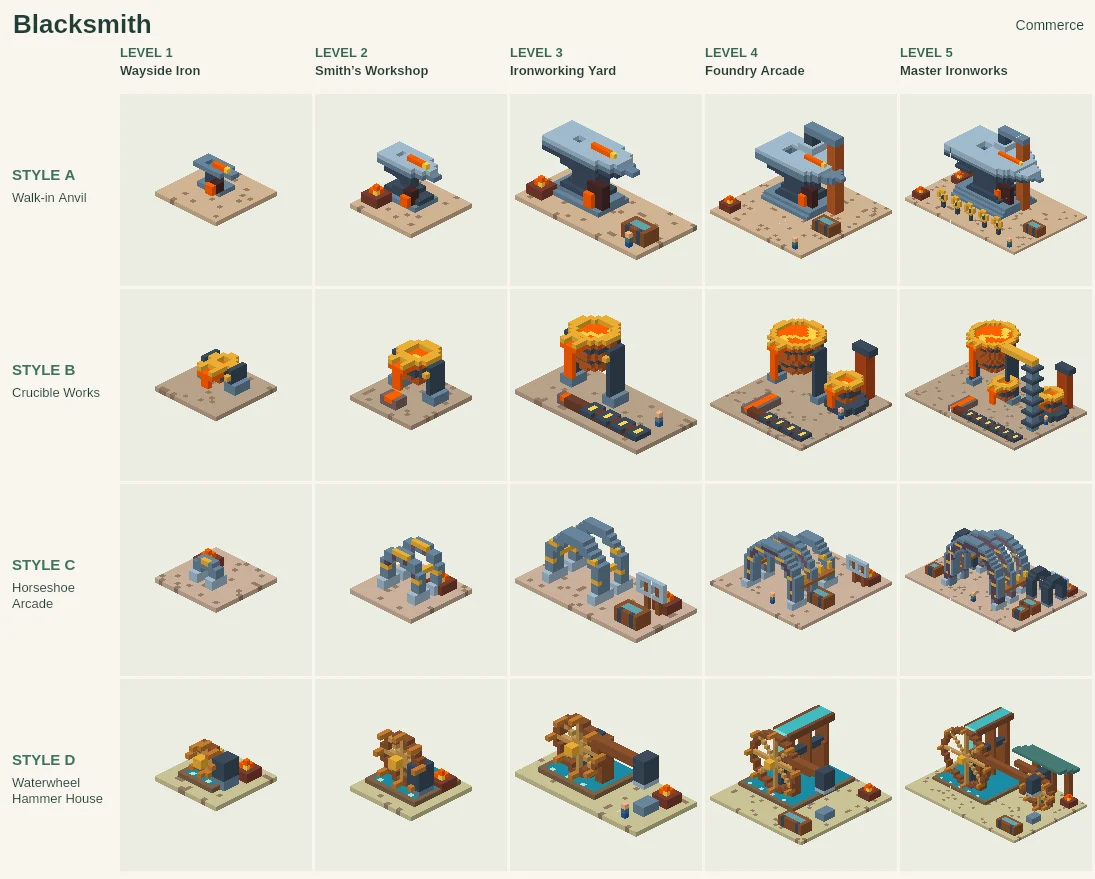 Blacksmith
Commerce
LEVEL 1
Wayside Iron
LEVEL 2
Smith's Workshop
LEVEL 3
Ironworking Yard
LEVEL 4
Foundry Arcade
LEVEL 5
Master Ironworks
STYLE A
Walk-in Anvil
STYLE B
Crucible Works
STYLE C
Horseshoe
Arcade
STYLE D
Waterwheel
Hammer House